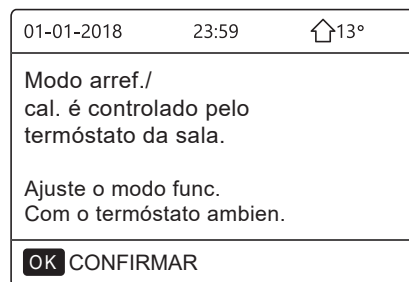 01-01-2018 23:59 13°
Modo arref./
cal. é controlado pelo
termóstato da sala.
Ajuste o modo func.
Com o termóstato ambien.
OK CONFIRMAR